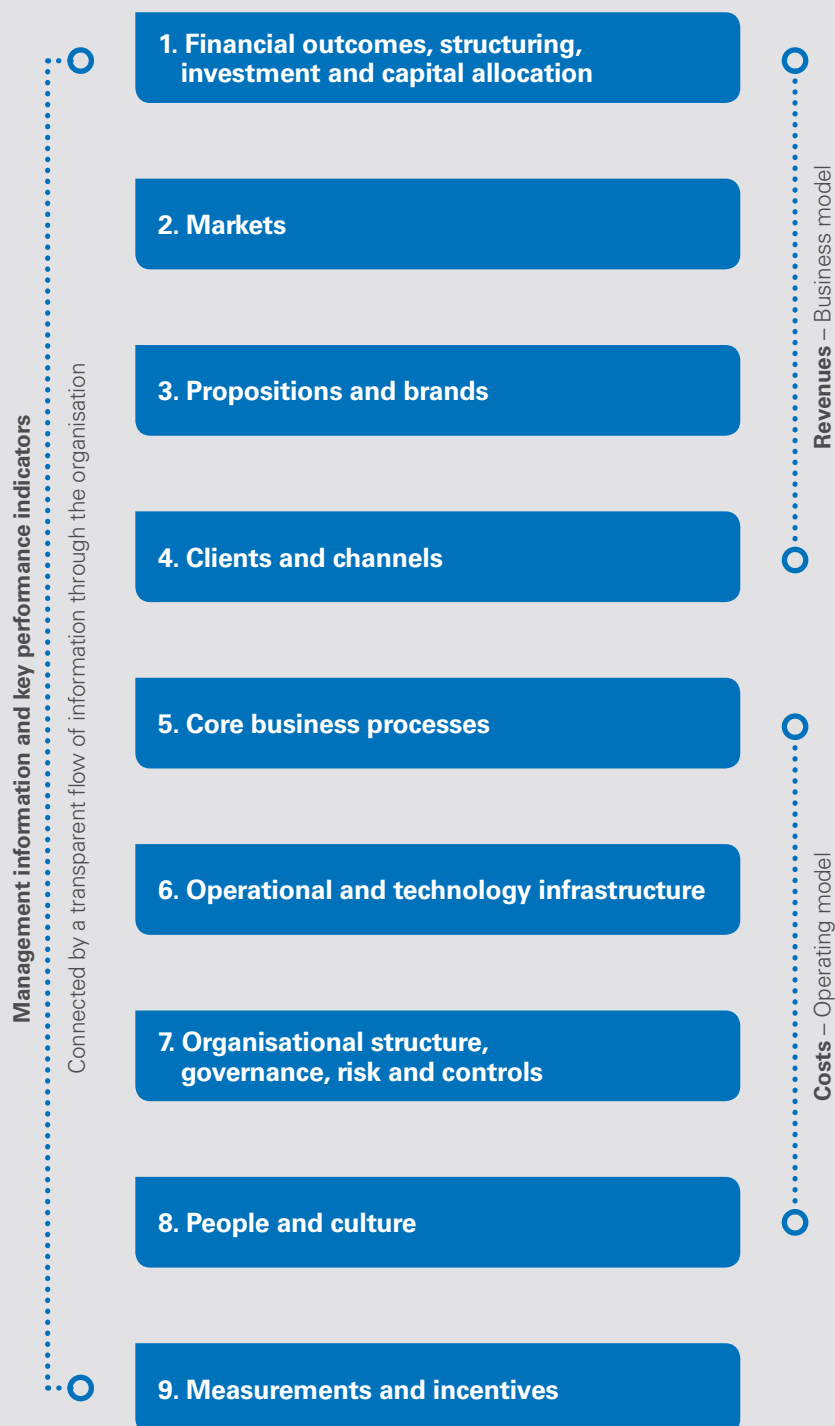 1. Financial outcomes, structuring,
investment and capital allocation
2. Markets
3. Propositions and brands
4. Clients and channels
5. Core business processes
6. Operational and technology infrastructure
7. Organisational structure,
governance, risk and controls
8. People and culture
9. Measurements and incentives
Management information and key performance indicators
Connected by a transparent flow of information through the organisation
Revenues – Business model
Costs – Operating model